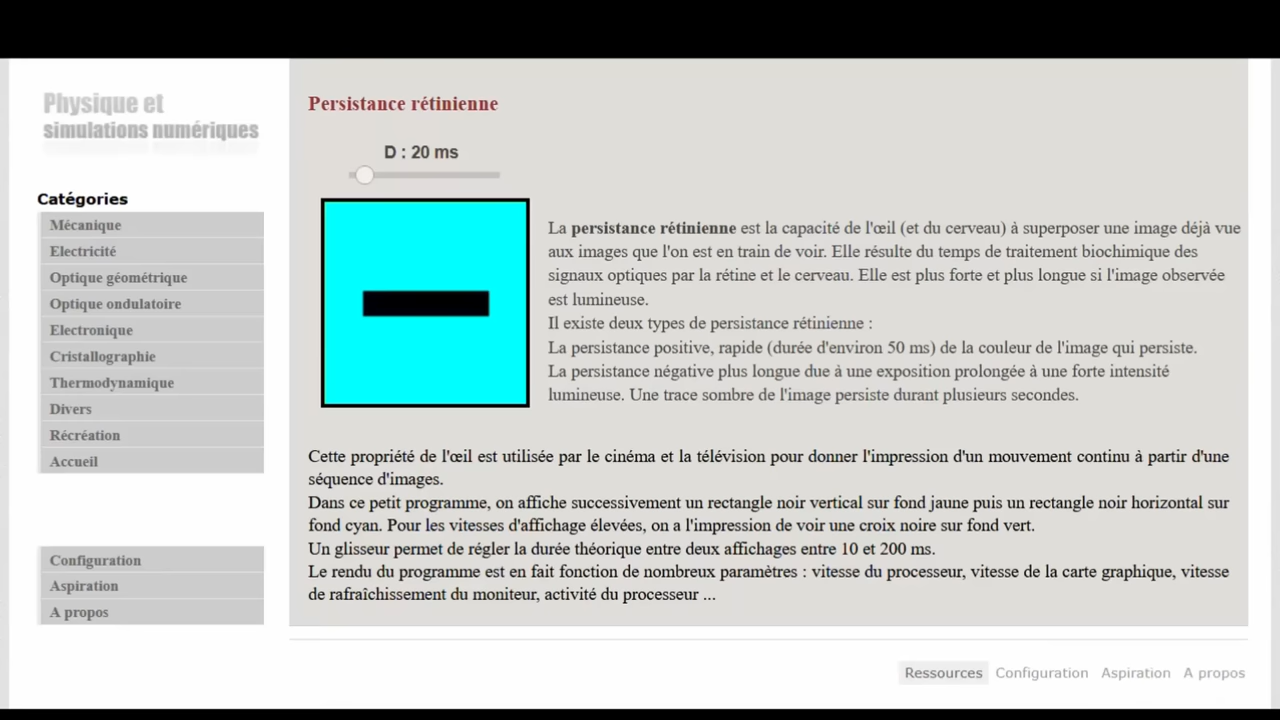 Physique et
simulations numériques
Catégories
Mécanique
Electricité
Optique géométrique
Optique ondulatoire
Electronique
Cristallographie
Thermodynamique
Divers
Récréation
Accueil
Configuration
Aspiration
A propos
Persistance rétinienne
D : 20 ms
La persistance rétinienne est la capacité de l'œil (et du cerveau) à superposer une image déjà vue
aux images que l'on est en train de voir. Elle résulte du temps de traitement biochimique des
signaux optiques par la rétine et le cerveau. Elle est plus forte et plus longue si l'image observée
est lumineuse.
Il existe deux types de persistance rétinienne :
La persistance positive, rapide (durée d'environ 50 ms) de la couleur de l'image qui persiste.
La persistance négative plus longue due à une exposition prolongée à une forte intensité
lumineuse. Une trace sombre de l'image persiste durant plusieurs secondes.
Cette propriété de l'œil est utilisée par le cinéma et la télévision pour donner l'impression d'un mouvement continu à partir d'une
séquence d'images.
Dans ce petit programme, on affiche successivement un rectangle noir vertical sur fond jaune puis un rectangle noir horizontal sur
fond cyan. Pour les vitesses d'affichage élevées, on a l'impression de voir une croix noire sur fond vert.
Un glisseur permet de régler la durée théorique entre deux affichages entre 10 et 200 ms.
Le rendu du programme est en fait fonction de nombreux paramètres : vitesse du processeur, vitesse de la carte graphique, vitesse
de rafraîchissement du moniteur, activité du processeur ...
Ressources Configuration Aspiration A propos